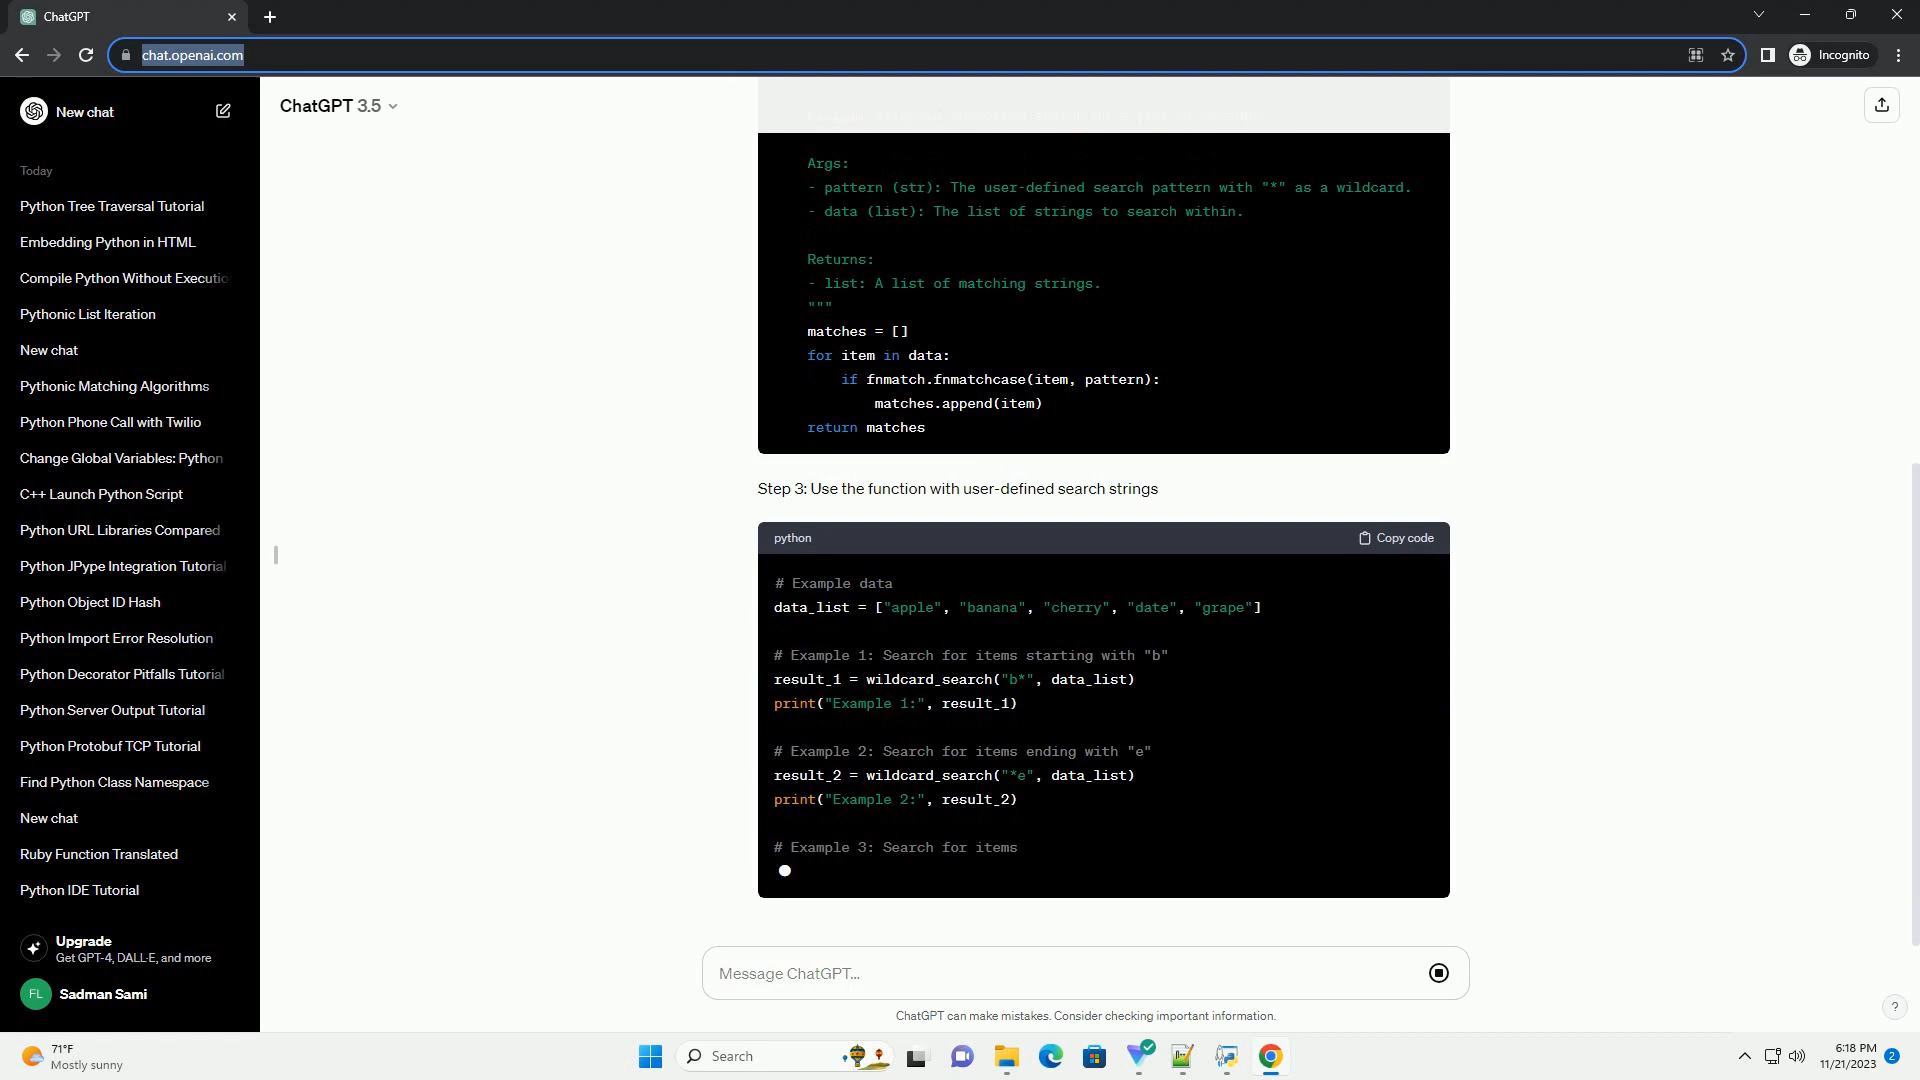 ChatGPT
chat.openai.com
Incognito
New chat
ChatGPT 3.5
Today
Python Tree Traversal Tutorial
Embedding Python in HTML
Compile Python Without Executio
Pythonic List Iteration
New chat
Pythonic Matching Algorithms
Python Phone Call with Twilio
Change Global Variables: Python
C++ Launch Python Script
Python URL Libraries Compared
Python JPype Integration Tutorial
Python Object ID Hash
Python Import Error Resolution
Python Decorator Pitfalls Tutorial
Python Server Output Tutorial
Python Protobuf TCP Tutorial
Find Python Class Namespace
New chat
Ruby Function Translated
Python IDE Tutorial
Upgrade
Get GPT-4, DALL·E, and more
FL Sadman Sami
Args:
- pattern (str): The user-defined search pattern with "*" as a wildcard.
- data (list): The list of strings to search within.
Returns:
- list: A list of matching strings.
"""
matches = []
for item in data:
if fnmatch.fnmatchcase(item, pattern):
matches.append(item)
return matches
Step 3: Use the function with user-defined search strings
python Copy code
# Example data
data_list = ["apple", "banana", "cherry", "date", "grape"]
# Example 1: Search for items starting with "b"
result_1 = wildcard_search("b*", data_list)
print("Example 1:", result_1)
# Example 2: Search for items ending with "e"
result_2 = wildcard_search("*e", data_list)
print("Example 2:", result_2)
# Example 3: Search for items
Message ChatGPT...
ChatGPT can make mistakes. Consider checking important information.
?
71°F
Mostly sunny
Search
6:18 PM
11/21/2023
2